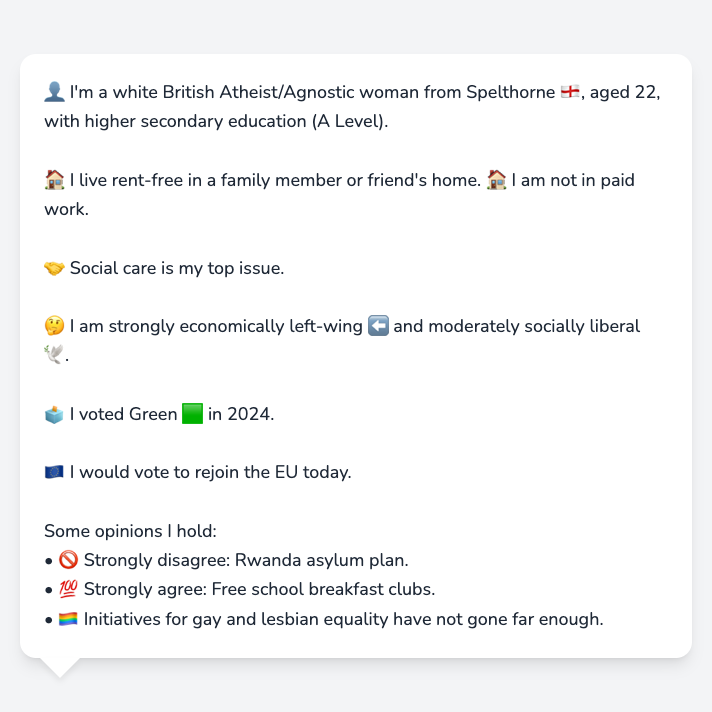 👤 I'm a white British Atheist/Agnostic woman from Spelthorne 🏴󠁧󠁢󠁥󠁮󠁧󠁿, aged 22,
with higher secondary education (A Level).
🏠 I live rent-free in a family member or friend's home. 🏠 I am not in paid
work.
🤝 Social care is my top issue.
🤔 I am strongly economically left-wing ⬅️ and moderately socially liberal
🕊️.
🗳️ I voted Green 🟩 in 2024.
🇪🇺 I would vote to rejoin the EU today.
Some opinions I hold:
• 🚫 Strongly disagree: Rwanda asylum plan.
• 💯 Strongly agree: Free school breakfast clubs.
• 🏳️‍🌈 Initiatives for gay and lesbian equality have not gone far enough.